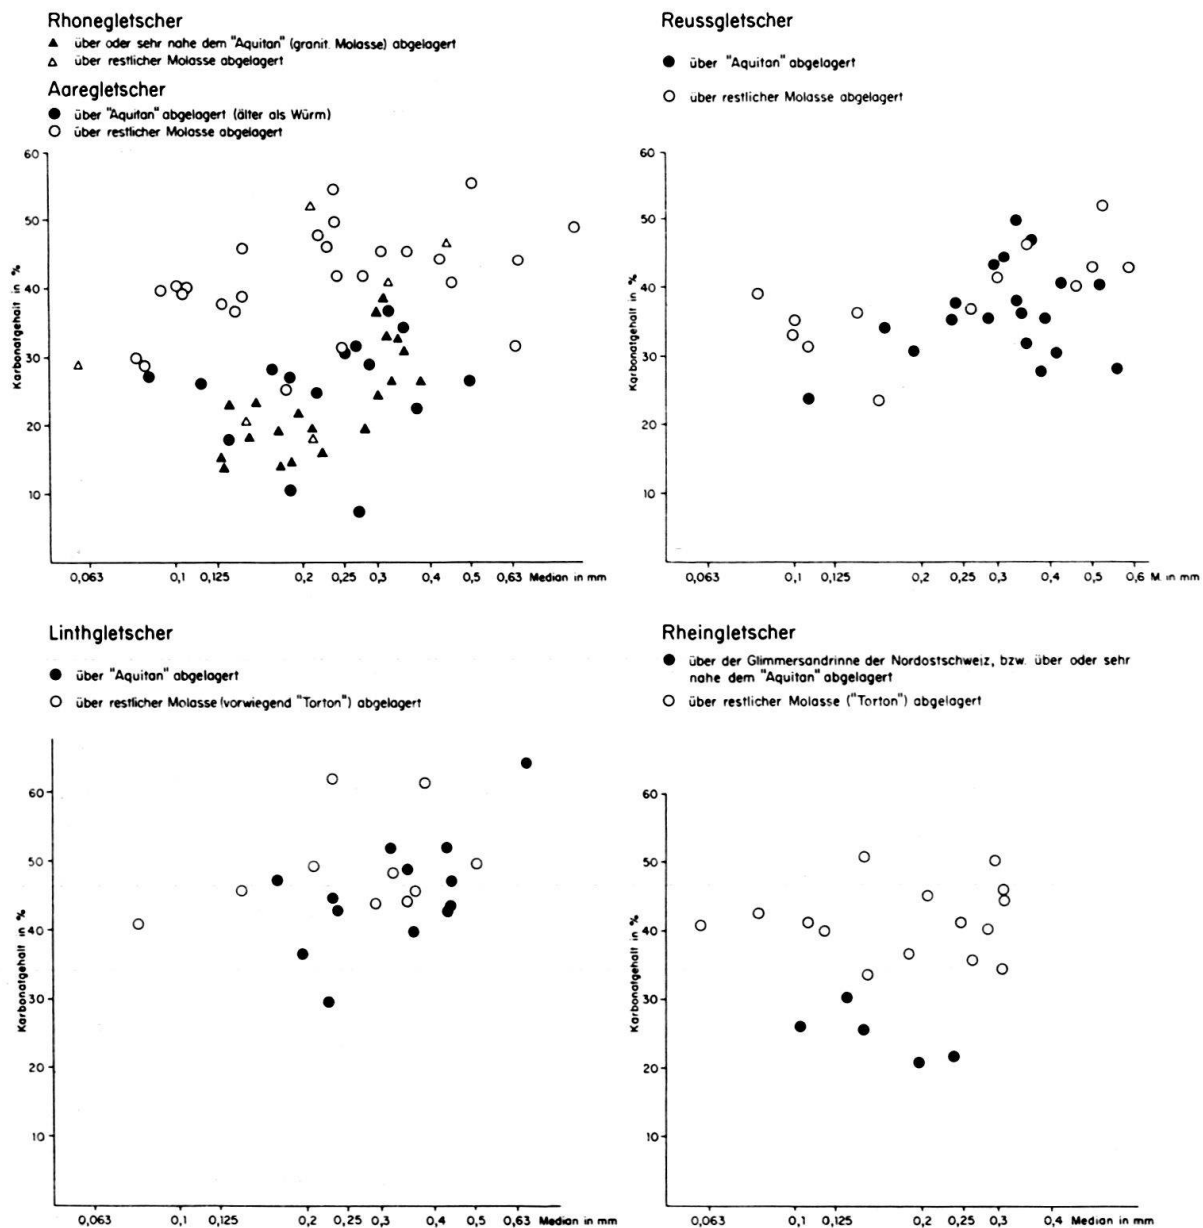 Rhonegletscher
▲ über oder sehr nahe dem "Aquitan" (granit. Molasse) abgelagert
△ über restlicher Molasse abgelagert
Aaregletscher
● über "Aquitan" abgelagert (älter als Würm)
○ über restlicher Molasse abgelagert
60
50
40
30
20
10
Karbonatgehalt in %
0,063 0,1 0,125 0,2 0,25 0,3 0,4 0,5 0,63 Median in mm
Reussgletscher
● über "Aquitan" abgelagert
○ über restlicher Molasse abgelagert
60
50
40
30
20
10
Karbonatgehalt in %
0,063 0,1 0,125 0,2 0,25 0,3 0,4 0,5 0,6 M. in mm
Linthgletscher
● über "Aquitan" abgelagert
○ über restlicher Molasse (vorwiegend "Torton") abgelagert
60
50
40
30
20
10
Karbonatgehalt in %
0,063 0,1 0,125 0,2 0,25 0,3 0,4 0,5 0,63 Median in mm
Rheingletscher
● über der Glimmersandrinne der Nordostschweiz, bzw. über oder sehr
nahe dem "Aquitan" abgelagert
○ über restlicher Molasse ("Torton") abgelagert
60
50
40
30
20
10
Karbonatgehalt in %
0,063 0,1 0,125 0,2 0,25 0,3 0,4 Median in mm